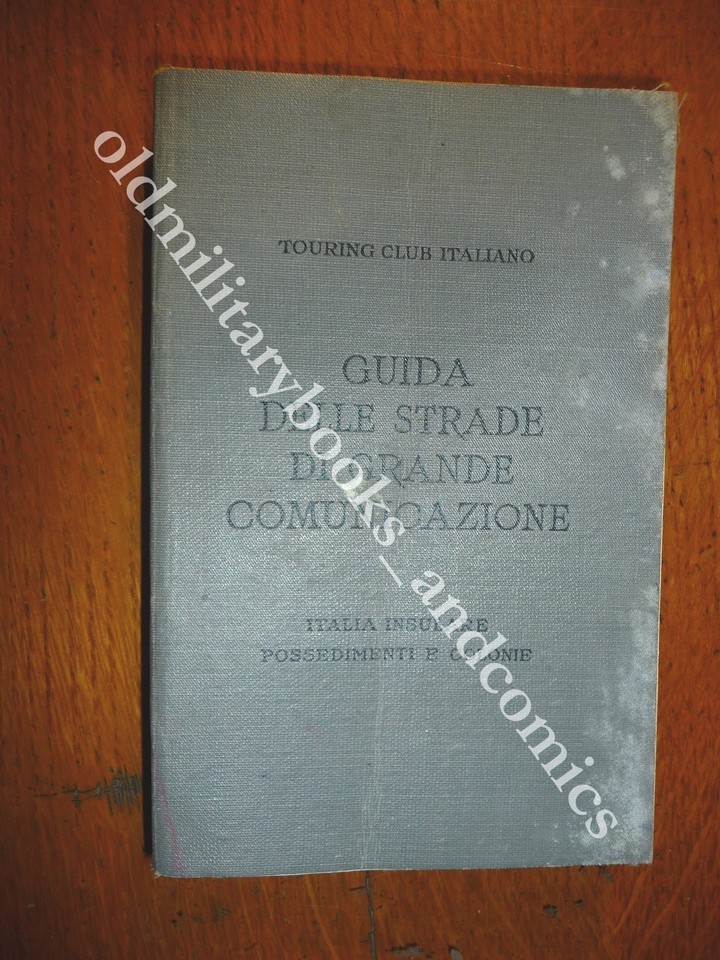 TOURING CLUB ITALIANO
GUIDA
DELLE STRADE
DI GRANDE
COMUNICAZIONE
ITALIA INSULARE
POSSEDIMENTI E COLONIE
oldmilitarybooks_andcomics